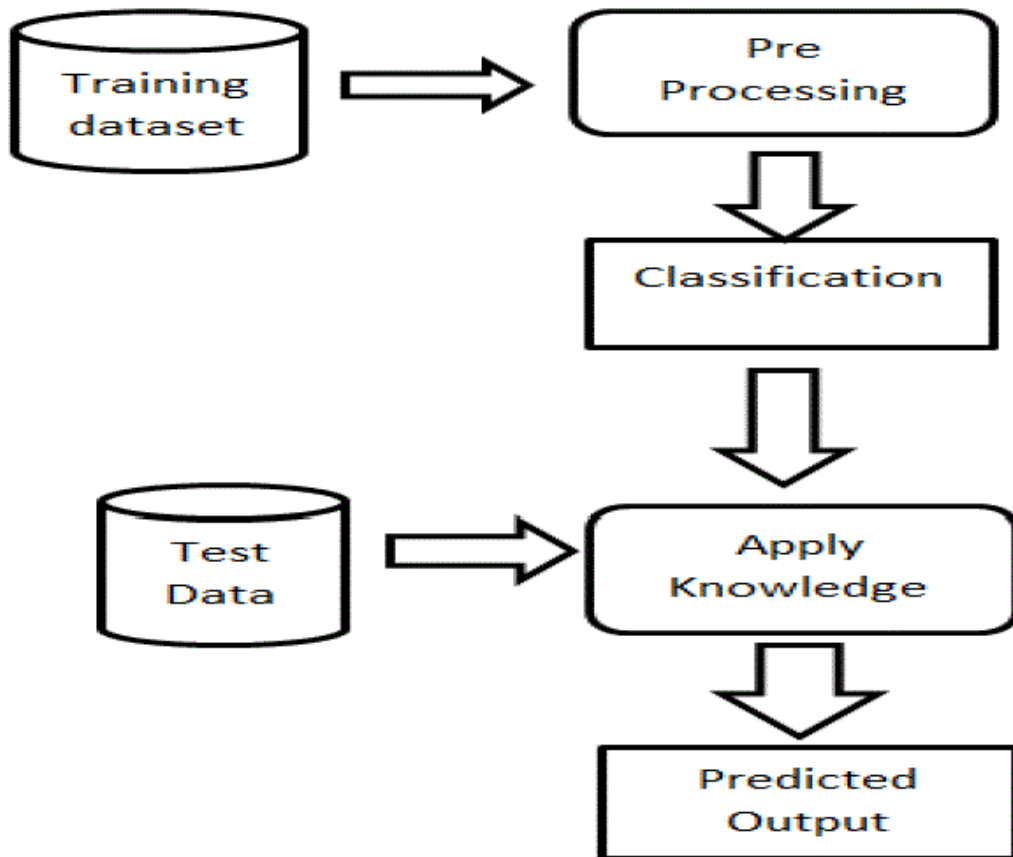 Training
dataset
Pre
Processing
Classification
Test
Data
Apply
Knowledge
Predicted
Output